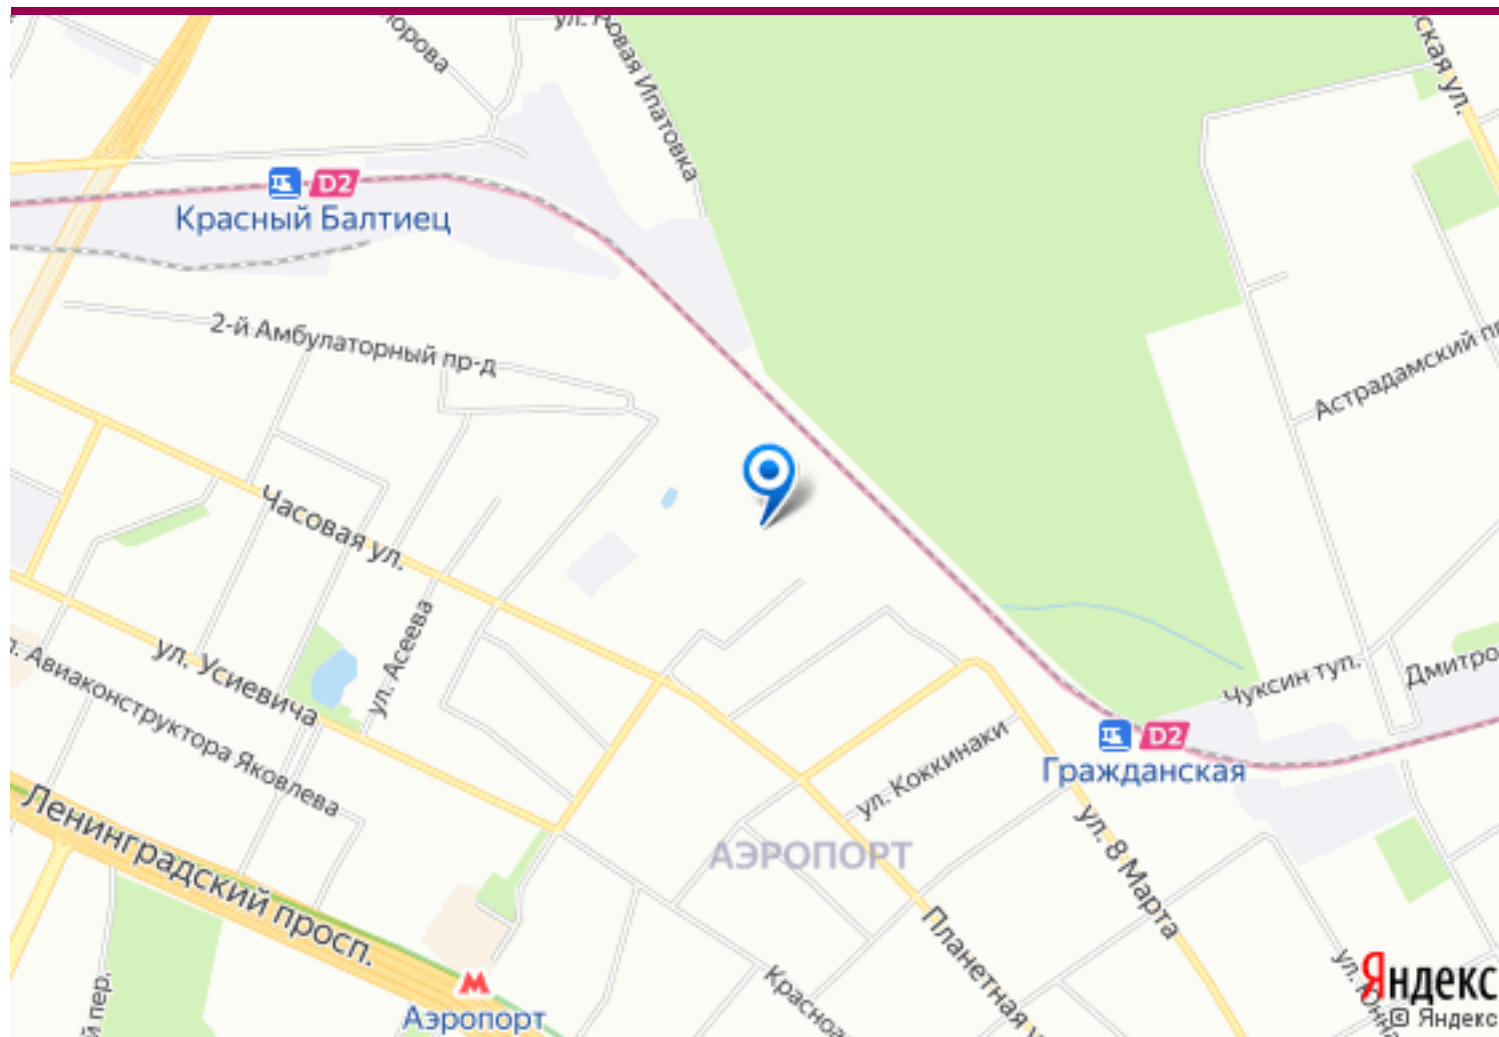 ул. Новая Ипатовка
Красный Балтиец
D2
2-й Амбулаторный пр-д
Астрадамский
Часовая ул.
ул. Асеева
ул. Усиевича
Авиаконструктора Яковлева
Чуксин туп.
D2
Гражданская
ул. Коккинаки
ул. 8 Марта
АЭРОПОРТ
Ленинградский просп.
Планетная
Аэропорт
Яндекс
© Яндекс